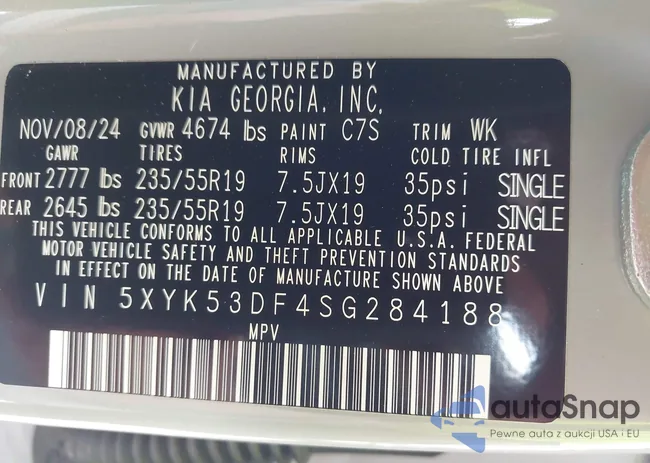 MANUFACTURED BY
KIA GEORGIA, INC.
NOV/08/24 GVWR 4674 lbs PAINT C7S TRIM WK
GAWR TIRES RIMS COLD TIRE INFL
FRONT 2777 lbs 235/55R19 7.5JX19 35psi SINGLE
REAR 2645 lbs 235/55R19 7.5JX19 35psi SINGLE
THIS VEHICLE CONFORMS TO ALL APPLICABLE U.S.A. FEDERAL
MOTOR VEHICLE SAFETY AND THEFT PREVENTION STANDARDS
IN EFFECT ON THE DATE OF MANUFACTURE SHOWN ABOVE
VIN 5XYK53DF4SG284188
MPV
autoSnap
Pewne auta z aukcji USA i EU